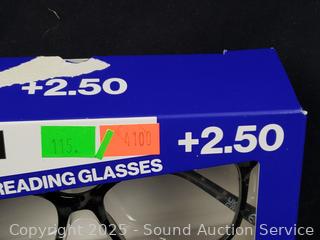 +2.50
115.
4100
+2.50
READING GLASSES
Copyright 2025 - Sound Auction Service